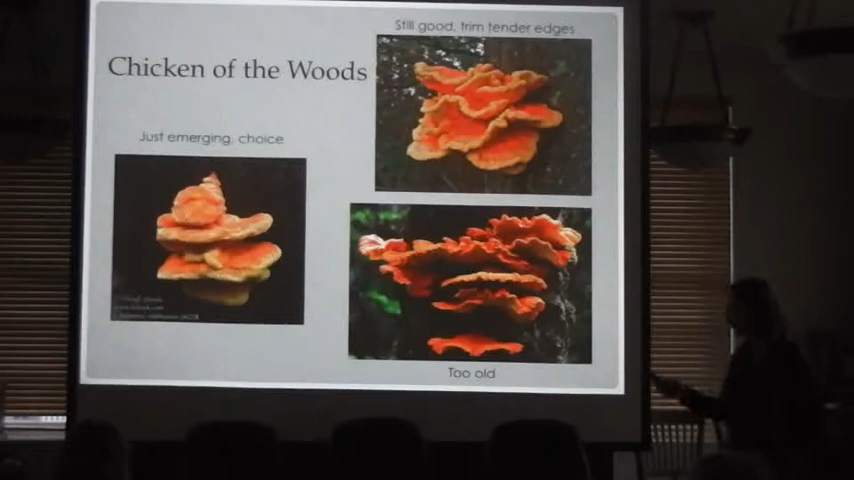 Still good, trim tender edges
Chicken of the Woods
Just emerging, choice
Too old